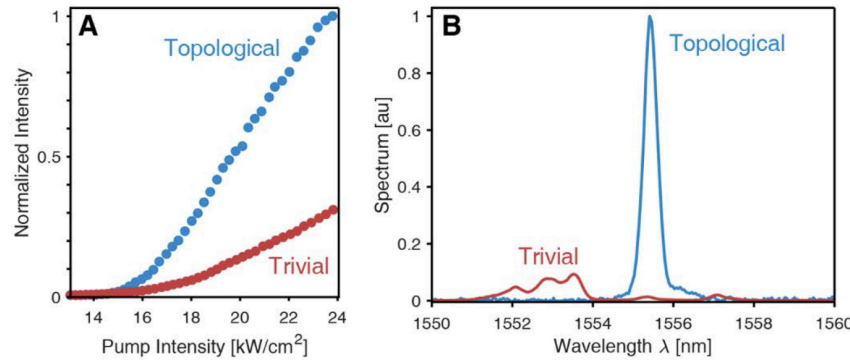 A
Topological
Trivial
Normalized Intensity
1
0.5
0
14 16 18 20 22 24
Pump Intensity [kW/cm²]
B
Topological
Trivial
Spectrum [au]
1
0.8
0.6
0.4
0.2
0
1550 1552 1554 1556 1558 1560
Wavelength λ [nm]